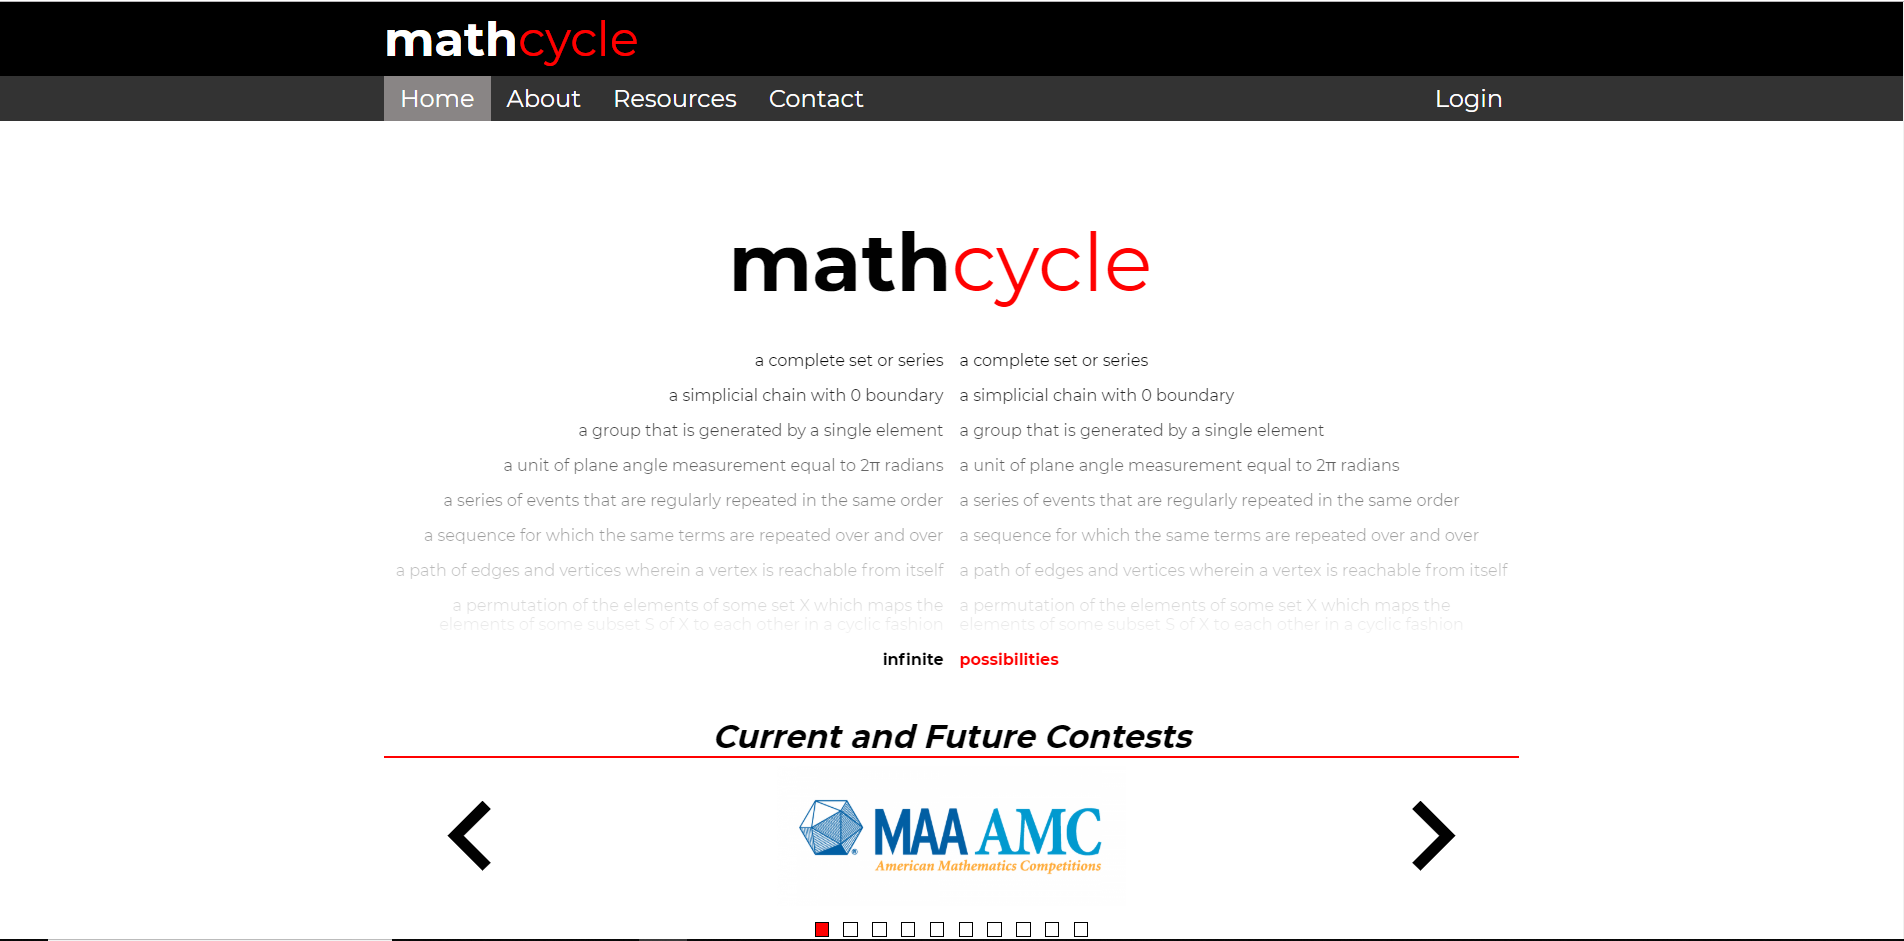 mathcycle
Home About Resources Contact Login
mathcycle
a complete set or series a complete set or series
a simplicial chain with 0 boundary a simplicial chain with 0 boundary
a group that is generated by a single element a group that is generated by a single element
a unit of plane angle measurement equal to 2π radians a unit of plane angle measurement equal to 2π radians
a series of events that are regularly repeated in the same order a series of events that are regularly repeated in the same order
a sequence for which the same terms are repeated over and over a sequence for which the same terms are repeated over and over
a path of edges and vertices wherein a vertex is reachable from itself a path of edges and vertices wherein a vertex is reachable from itself
a permutation of the elements of some set X which maps the a permutation of the elements of some set X which maps the
elements of some subset S of X to each other in a cyclic fashion elements of some subset S of X to each other in a cyclic fashion
infinite possibilities
Current and Future Contests
MAA AMC
® American Mathematics Competitions